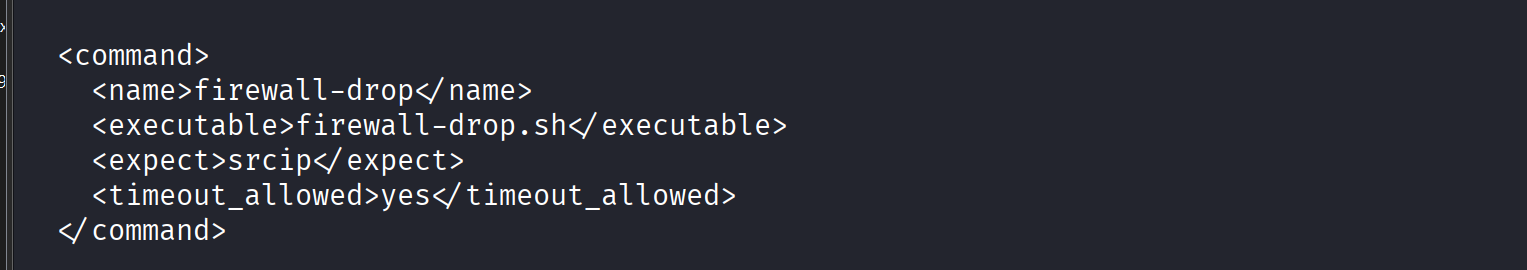 <command>
  <name>firewall-drop</name>
  <executable>firewall-drop.sh</executable>
  <expect>srcip</expect>
  <timeout_allowed>yes</timeout_allowed>
</command>